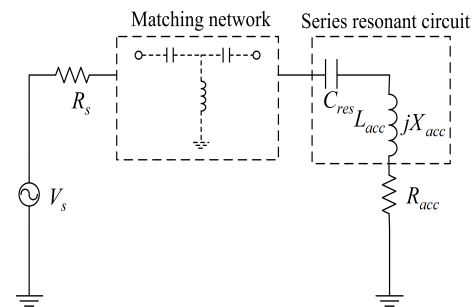 Matching network
Series resonant circuit
R_s
C_res
L_acc
jX_acc
V_s
R_acc